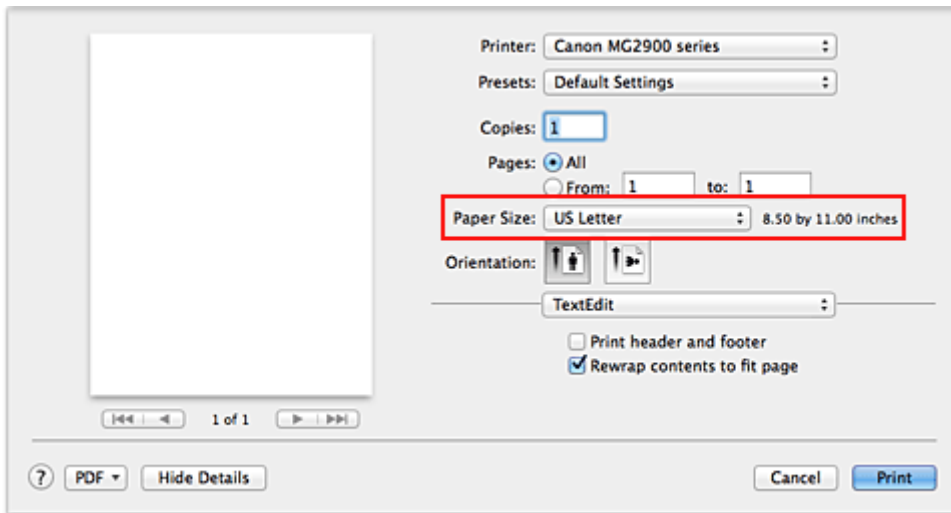 Printer: Canon MG2900 series
Presets: Default Settings
Copies: 1
Pages: All
From: 1 to: 1
Paper Size: US Letter 8.50 by 11.00 inches
Orientation:
TextEdit
Print header and footer
Rewrap contents to fit page
1 of 1
? PDF Hide Details Cancel Print